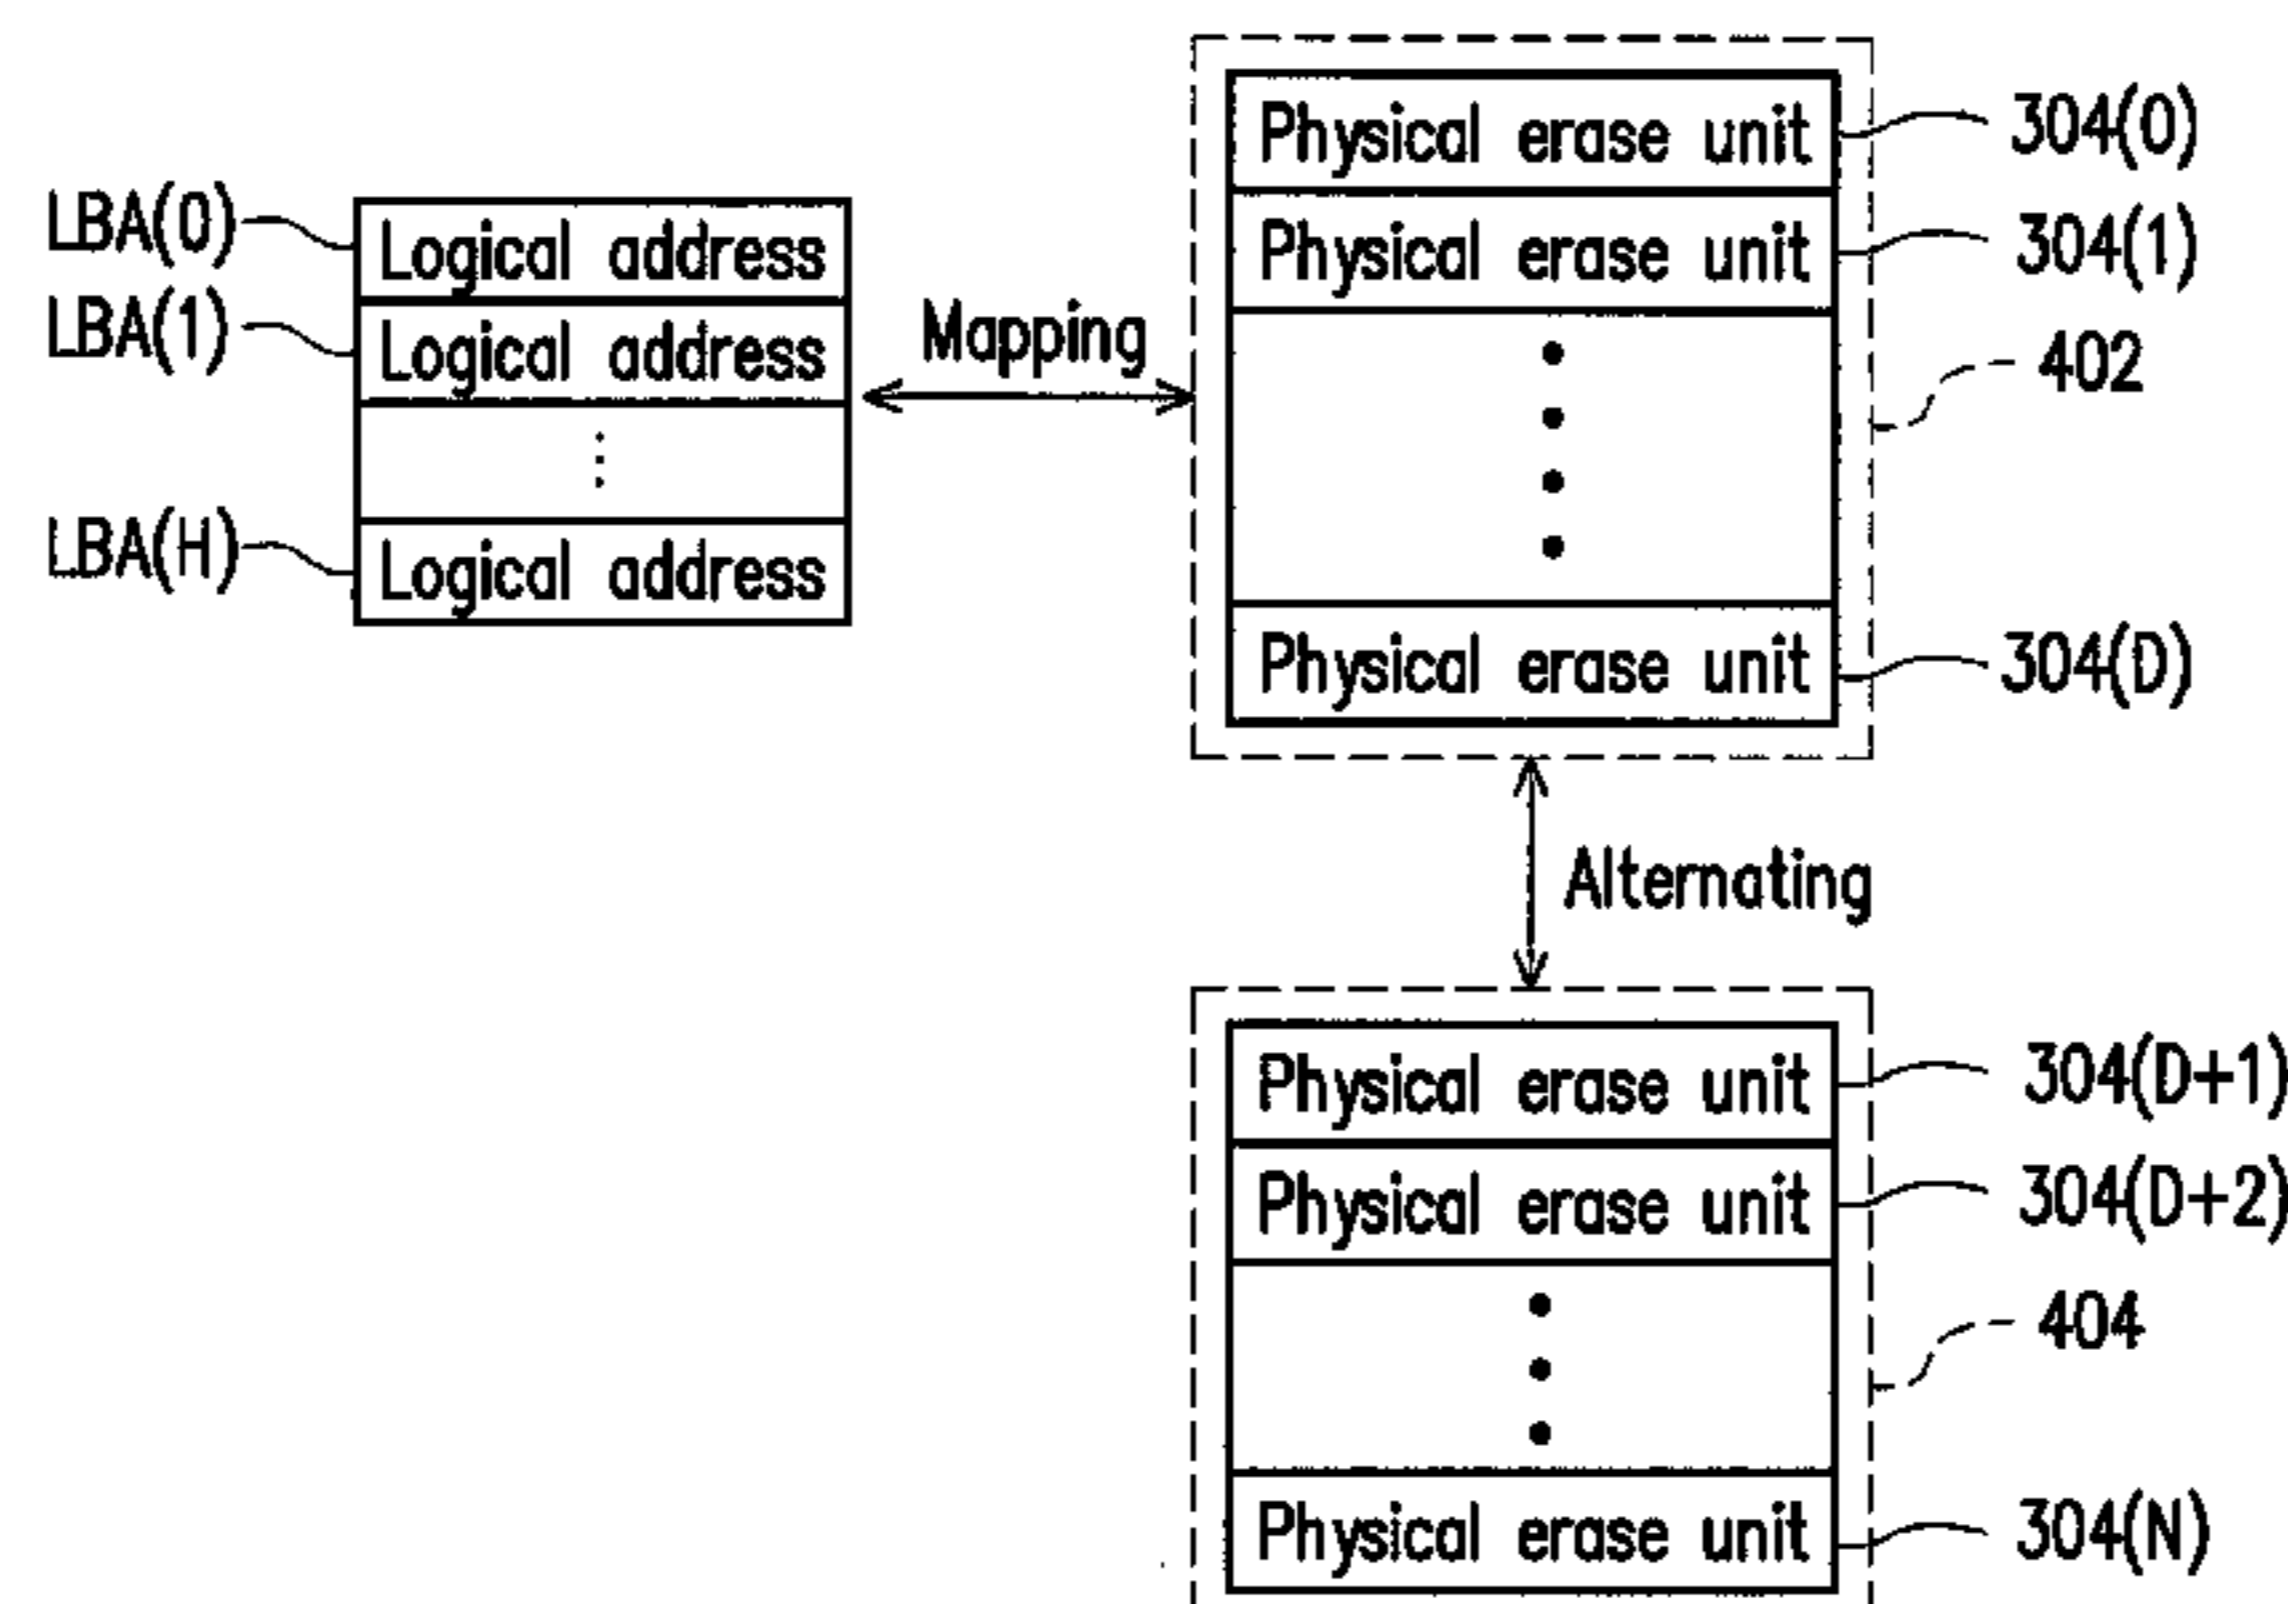 Physical erase unit 304(0)
LBA(0) Logical address Physical erase unit 304(1)
LBA(1) Logical address Mapping 402
LBA(H) Logical address
Physical erase unit 304(D)
Alternating
Physical erase unit 304(D+1)
Physical erase unit 304(D+2)
404
Physical erase unit 304(N)